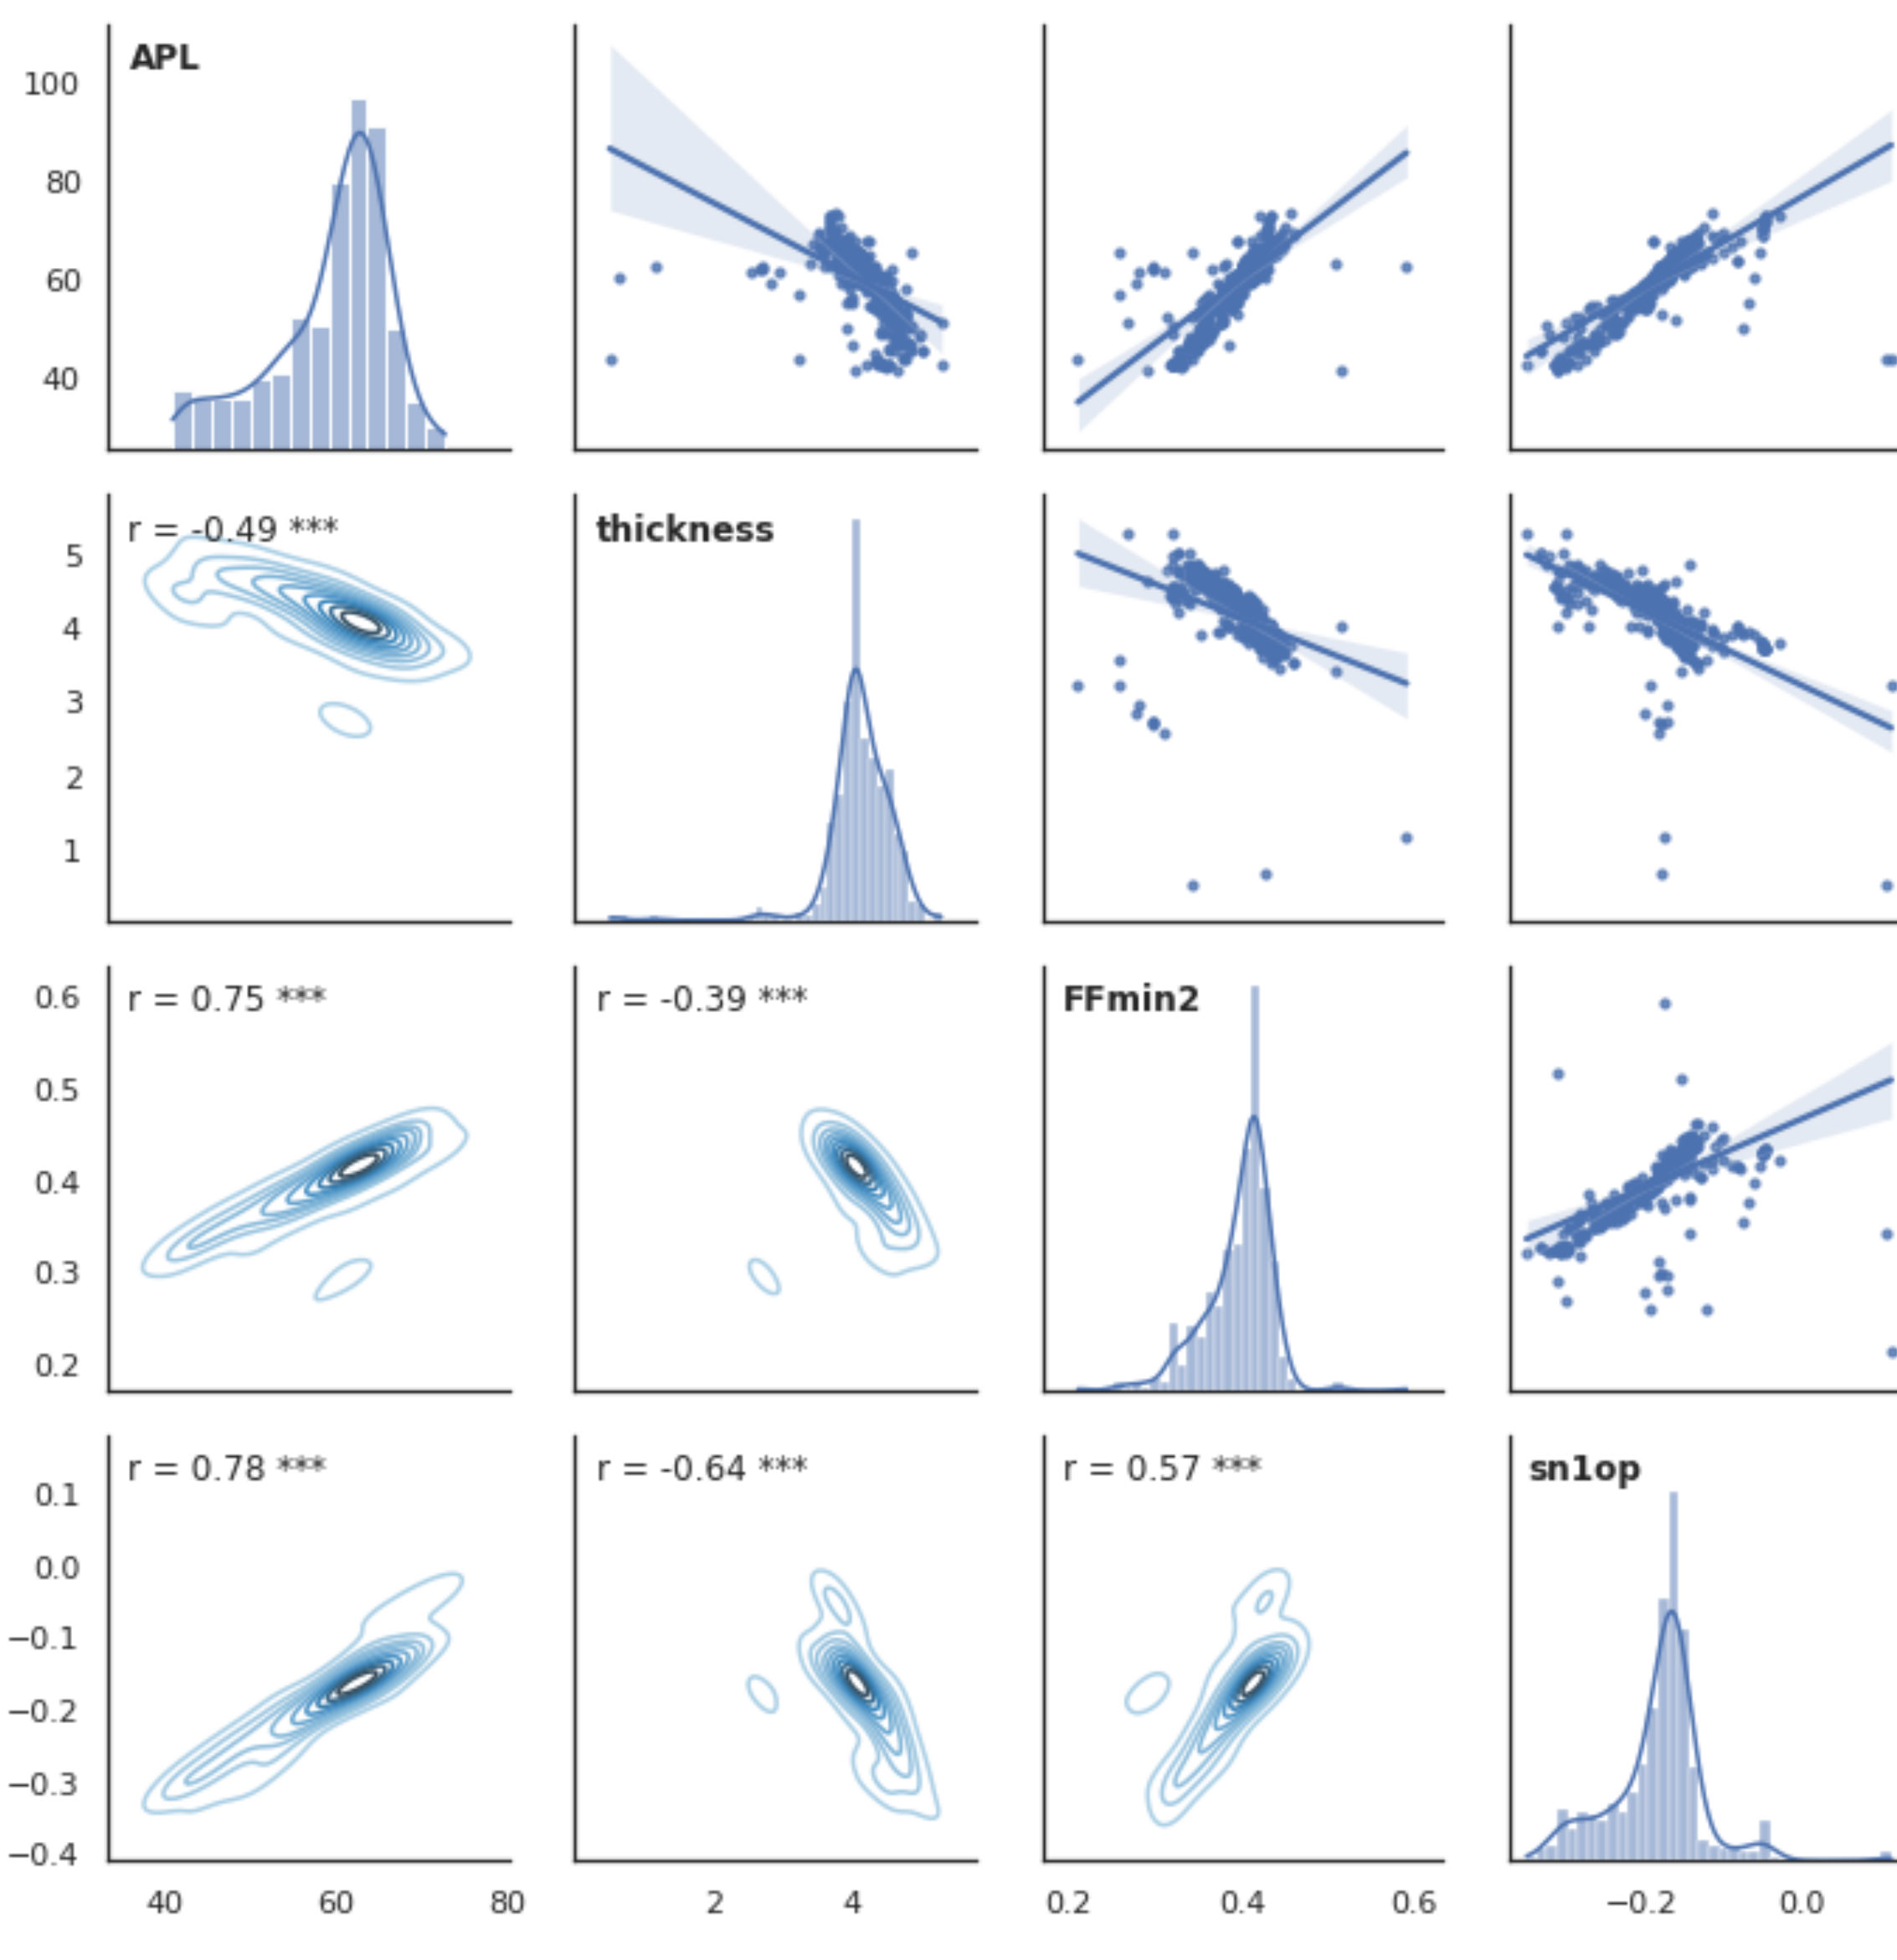 APL
100
80
60
40
r = -0.49 ***
thickness
5
4
3
2
1
r = 0.75 ***
r = -0.39 ***
FFmin2
0.6
0.5
0.4
0.3
0.2
r = 0.78 ***
r = -0.64 ***
r = 0.57 ***
sn1op
0.1
0.0
−0.1
−0.2
−0.3
−0.4
40 60 80 2 4 0.2 0.4 0.6 −0.2 0.0